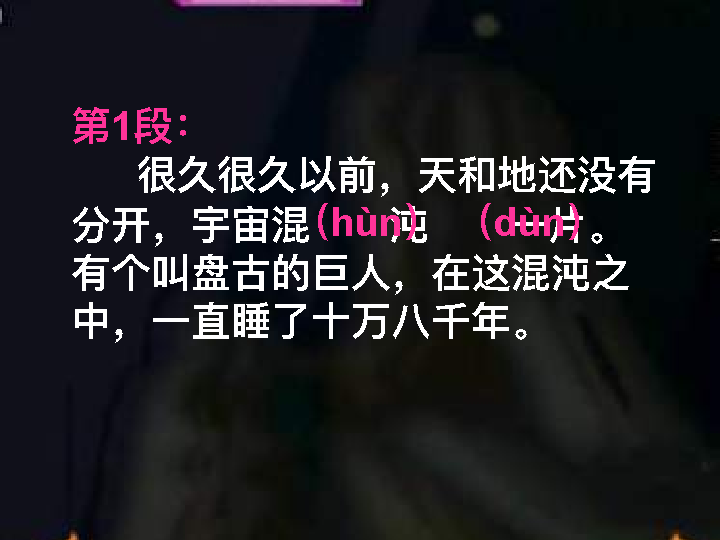 第1段：
很久很久以前，天和地还没有
分开，宇宙混（hùn）沌（dùn）一片。
有个叫盘古的巨人，在这混沌之
中，一直睡了十万八千年。